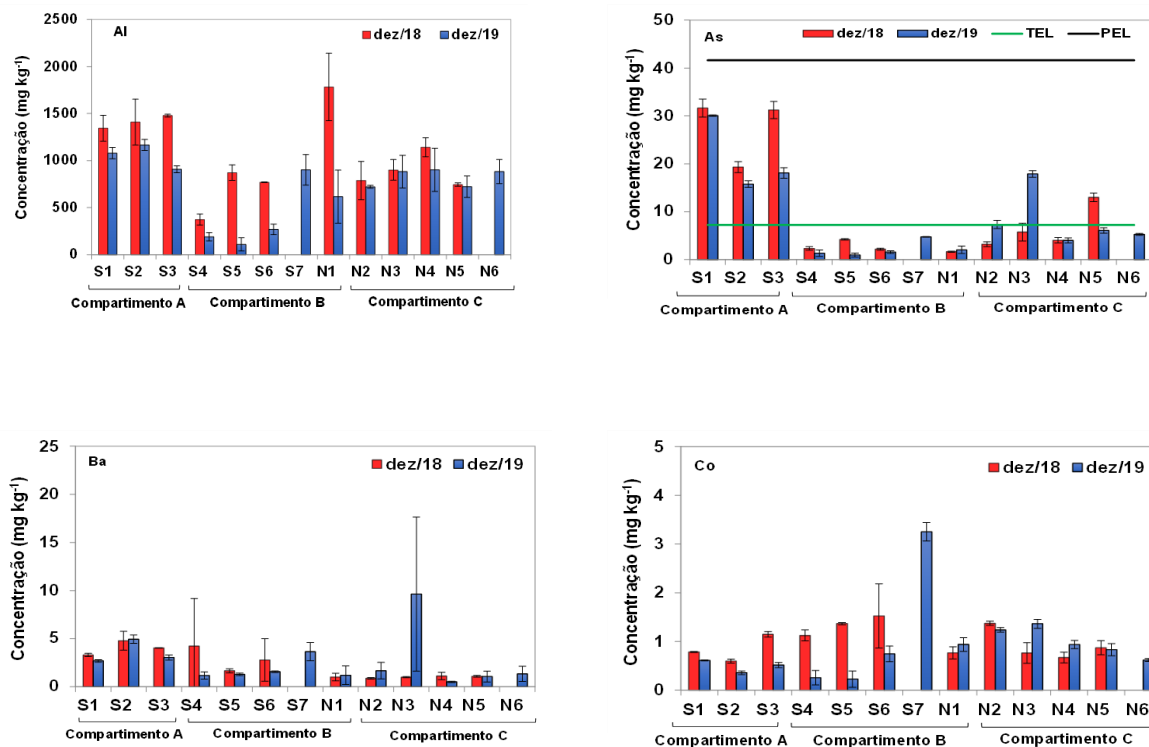 Al
dez/18 dez/19
Concentração (mg kg-1)
2500
2000
1500
1000
500
0
S1 S2 S3 S4 S5 S6 S7 N1 N2 N3 N4 N5 N6
Compartimento A Compartimento B Compartimento C
As
dez/18 dez/19 TEL PEL
Concentração (mg kg-1)
50
40
30
20
10
0
S1 S2 S3 S4 S5 S6 S7 N1 N2 N3 N4 N5 N6
Compartimento A Compartimento B Compartimento C
Ba
dez/18 dez/19
Concentração (mg kg-1)
25
20
15
10
5
0
S1 S2 S3 S4 S5 S6 S7 N1 N2 N3 N4 N5 N6
Compartimento A Compartimento B Compartimento C
Co
dez/18 dez/19
Concentração (mg kg-1)
5
4
3
2
1
0
S1 S2 S3 S4 S5 S6 S7 N1 N2 N3 N4 N5 N6
Compartimento A Compartimento B Compartimento C